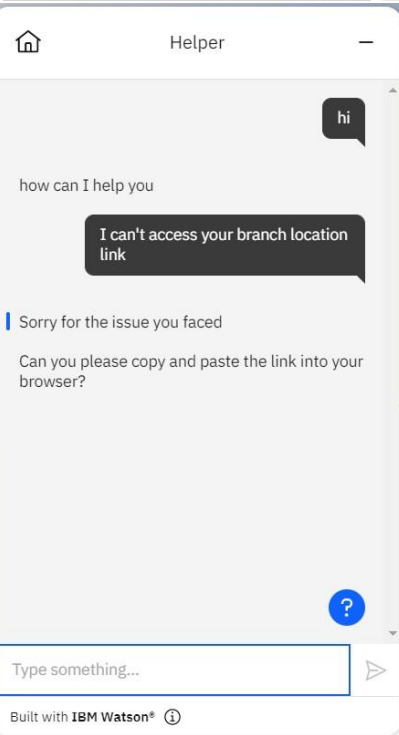 Helper
hi
how can I help you
I can't access your branch location
link
Sorry for the issue you faced
Can you please copy and paste the link into your
browser?
?
Type something...
Built with IBM Watson®